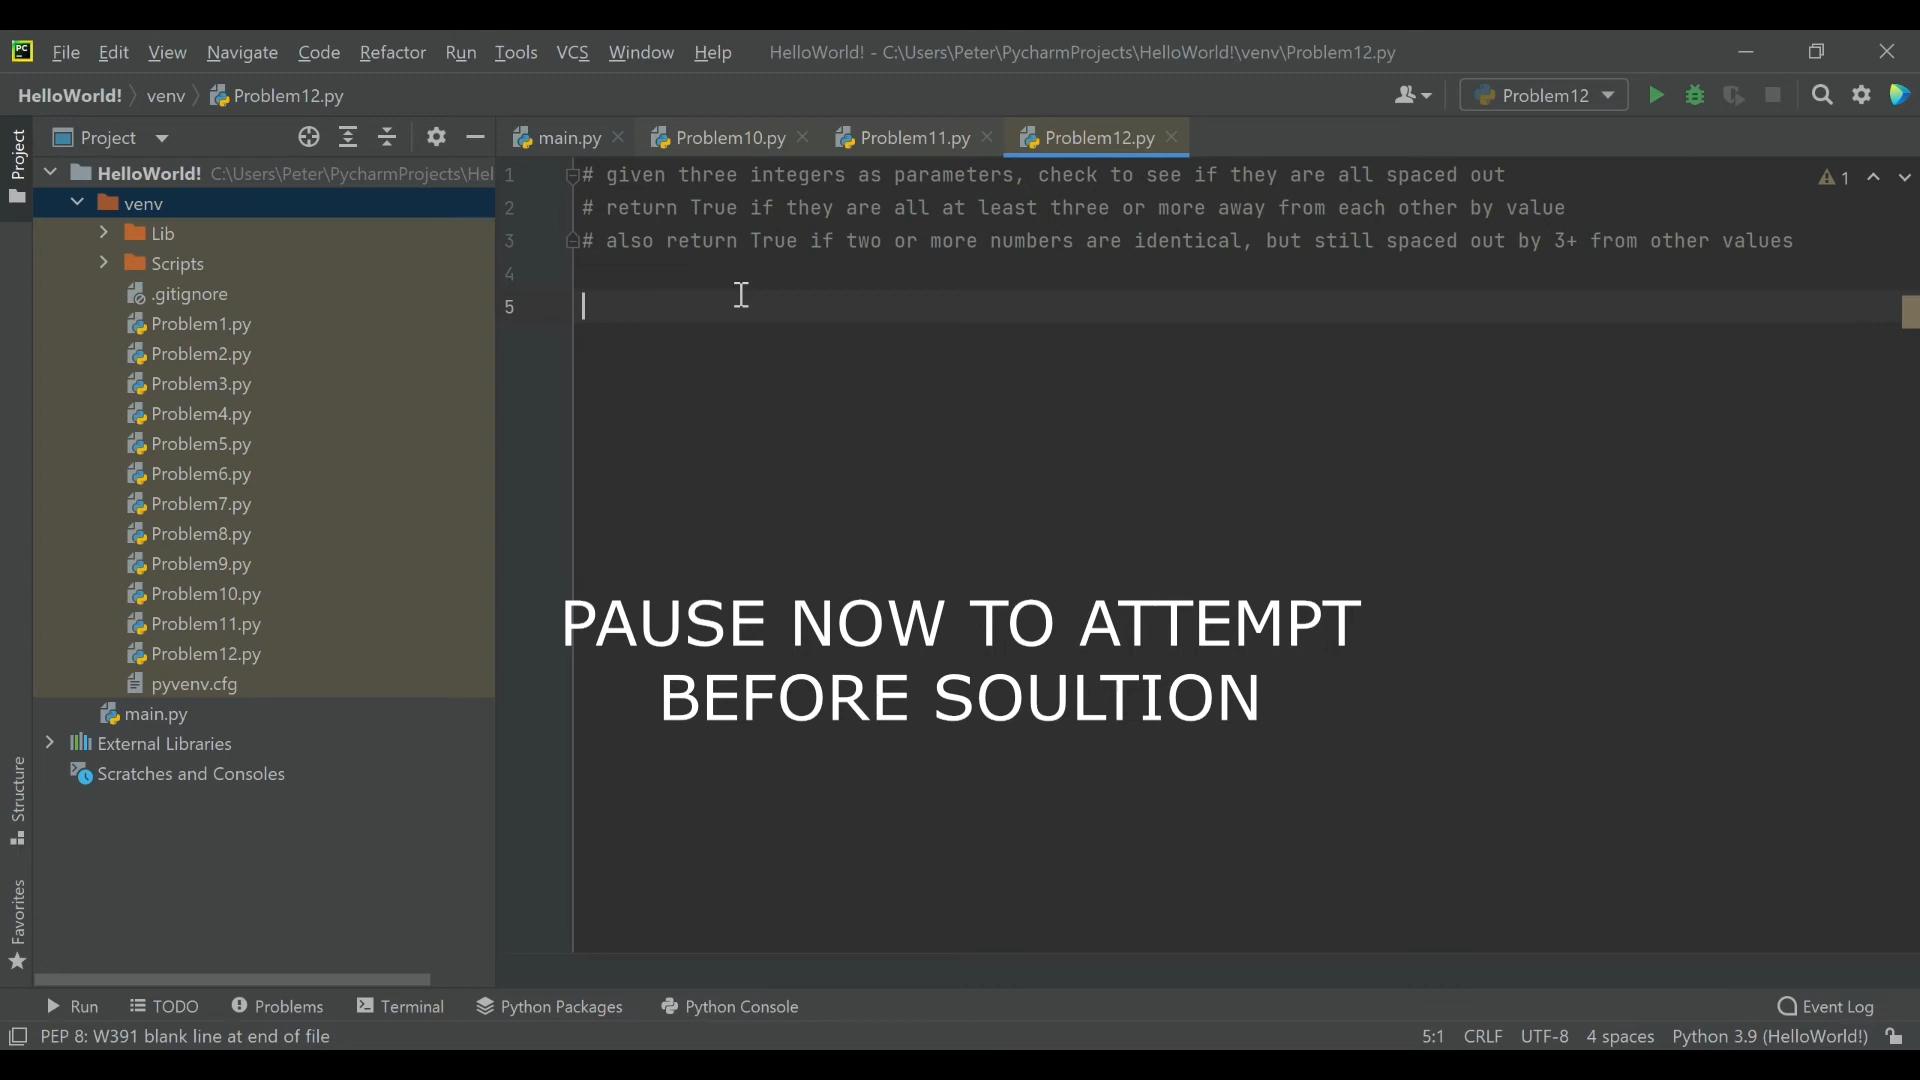 PC File Edit View Navigate Code Refactor Run Tools VCS Window Help HelloWorld! - C:\Users\Peter\PycharmProjects\HelloWorld!\venv\Problem12.py
HelloWorld! venv Problem12.py Problem12
Project
Project
main.py Problem10.py Problem11.py Problem12.py
HelloWorld! C:\Users\Peter\PycharmProjects\Hel
venv
Lib
Scripts
.gitignore
Problem1.py
Problem2.py
Problem3.py
Problem4.py
Problem5.py
Problem6.py
Problem7.py
Problem8.py
Problem9.py
Problem10.py
Problem11.py
Problem12.py
pyvenv.cfg
main.py
External Libraries
Scratches and Consoles
Structure
Favorites
1 # given three integers as parameters, check to see if they are all spaced out
2 # return True if they are all at least three or more away from each other by value
3 # also return True if two or more numbers are identical, but still spaced out by 3+ from other values
4
5
1
PAUSE NOW TO ATTEMPT
BEFORE SOULTION
Run TODO Problems Terminal Python Packages Python Console Event Log
PEP 8: W391 blank line at end of file 5:1 CRLF UTF-8 4 spaces Python 3.9 (HelloWorld!)